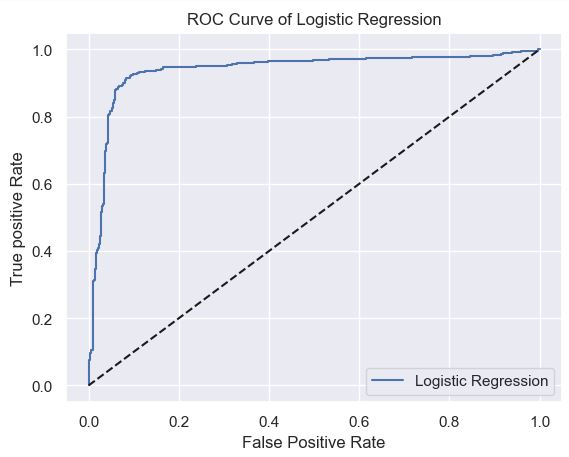 ROC Curve of Logistic Regression
1.0
0.8
0.6
0.4
0.2
0.0
True positive Rate
0.0 0.2 0.4 0.6 0.8 1.0
False Positive Rate
Logistic Regression